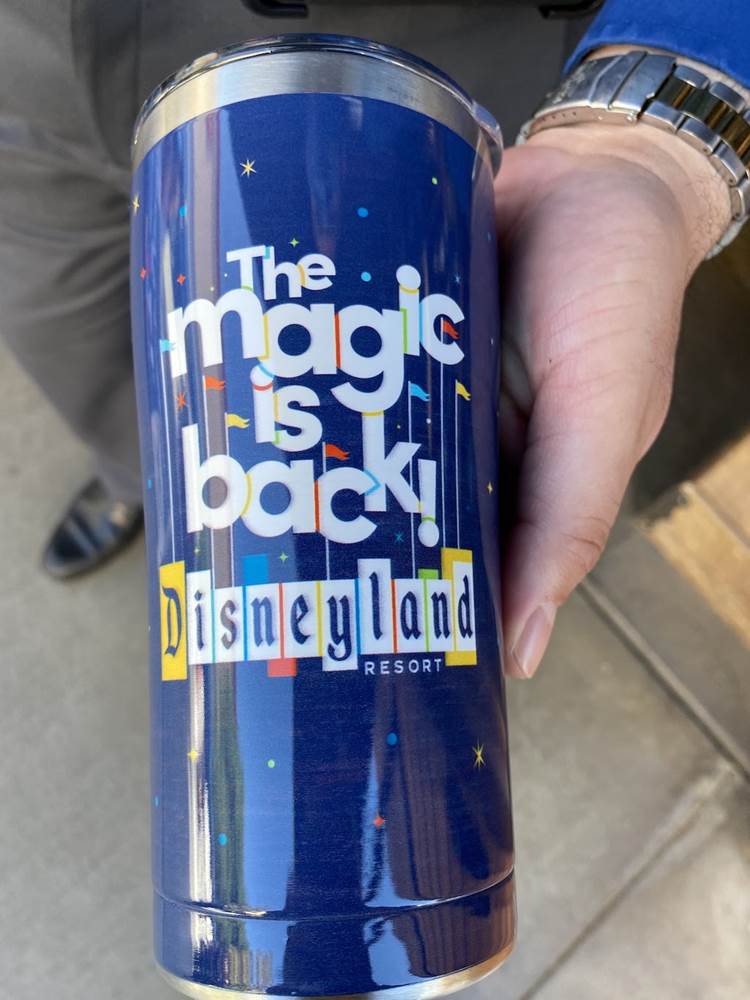 The
magic
is
back!
Disneyland
RESORT